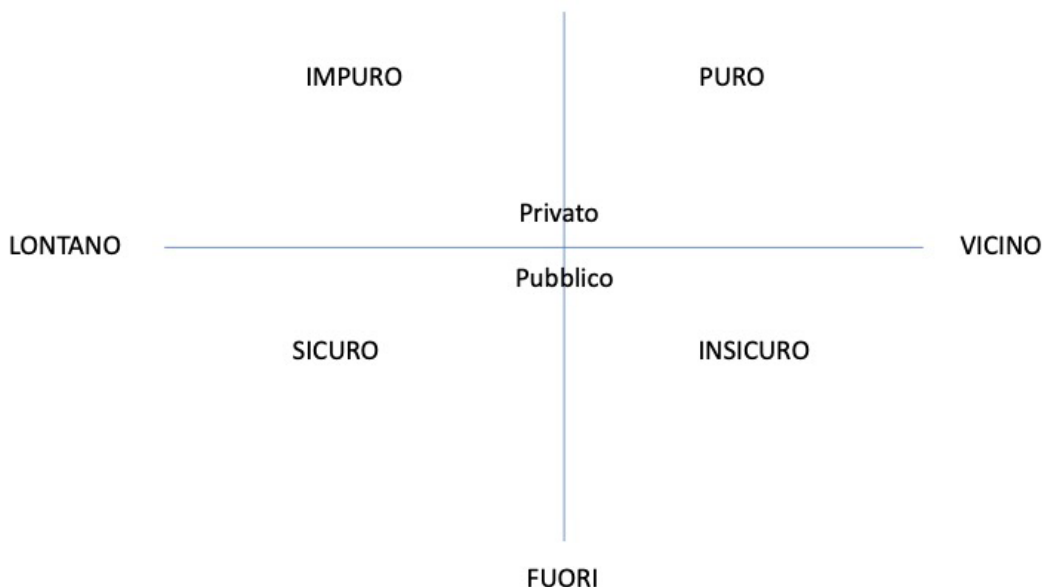 IMPURO PURO
Privato
LONTANO VICINO
Pubblico
SICURO INSICURO
FUORI